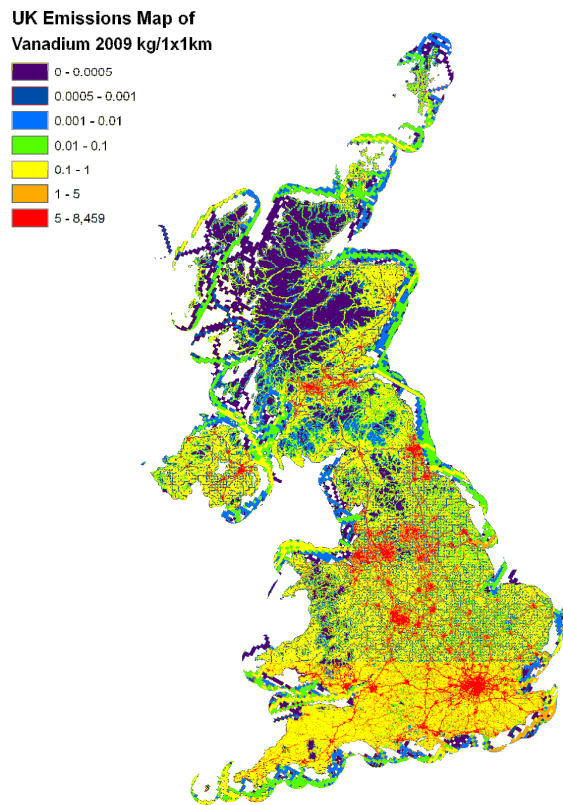 UK Emissions Map of
Vanadium 2009 kg/1x1km
0 - 0.0005
0.0005 - 0.001
0.001 - 0.01
0.01 - 0.1
0.1 - 1
1 - 5
5 - 8,459